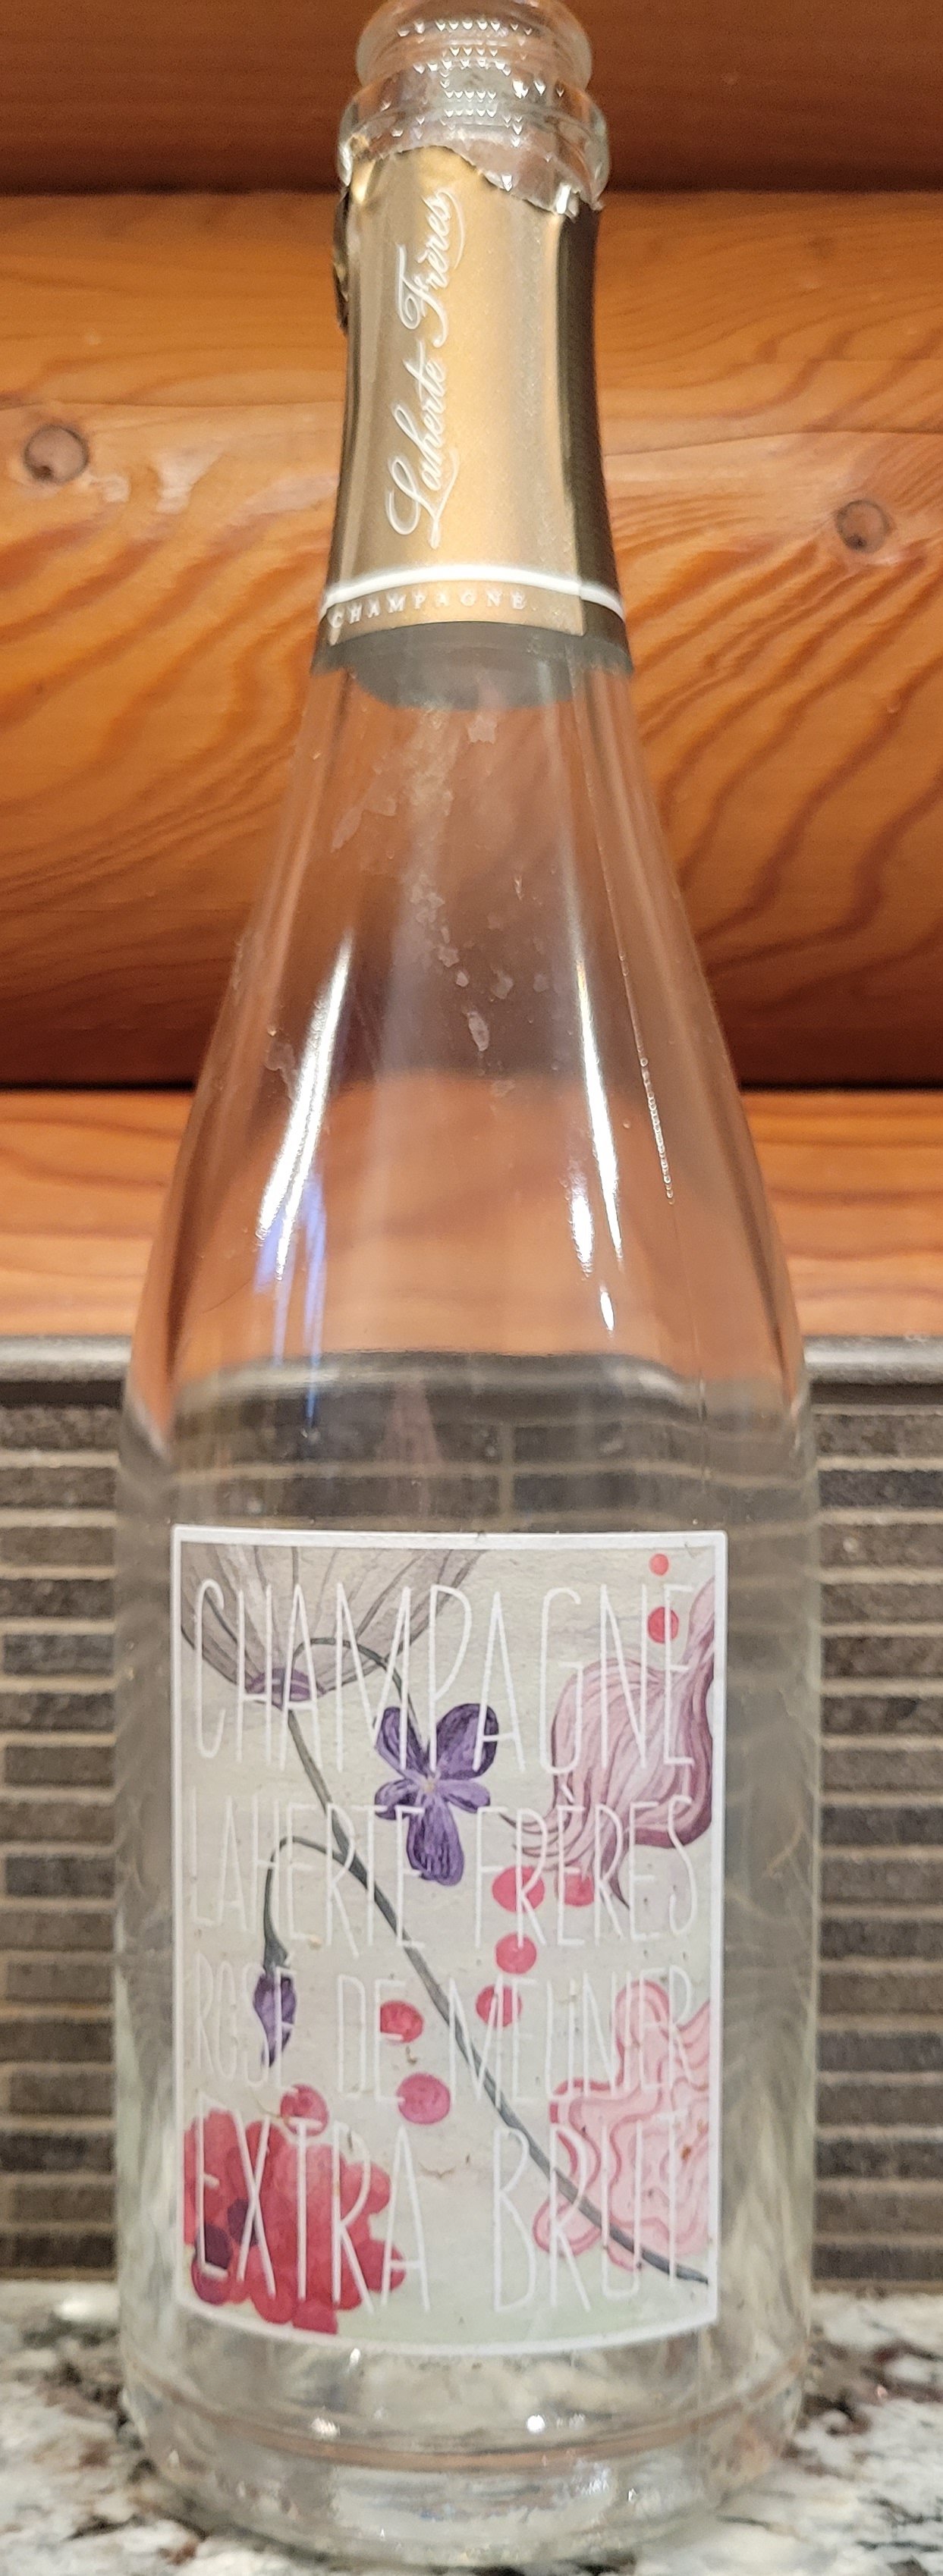 Laherte Frères
CHAMPAGNE
CHAMPAGNE
LAHERTE FRÈRES
ROSÉ DE MEUNIER
EXTRA BRUT